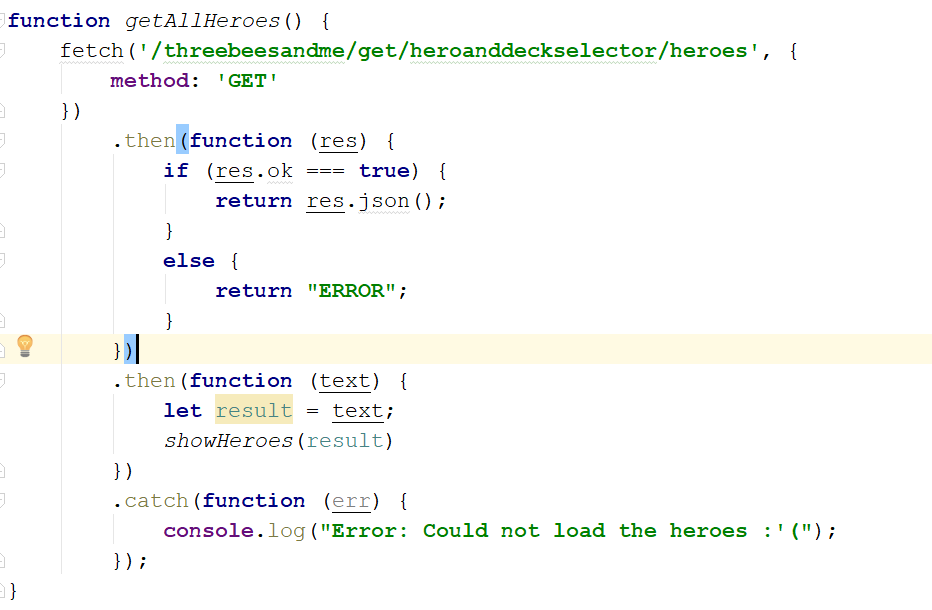 function getAllHeroes() {
    fetch('/threebeesandme/get/heroanddeckselector/heroes', {
        method: 'GET'
    })
        .then(function (res) {
            if (res.ok === true) {
                return res.json();
            }
            else {
                return "ERROR";
            }
        })
        .then(function (text) {
            let result = text;
            showHeroes(result)
        })
        .catch(function (err) {
            console.log("Error: Could not load the heroes :'(");
        });
}